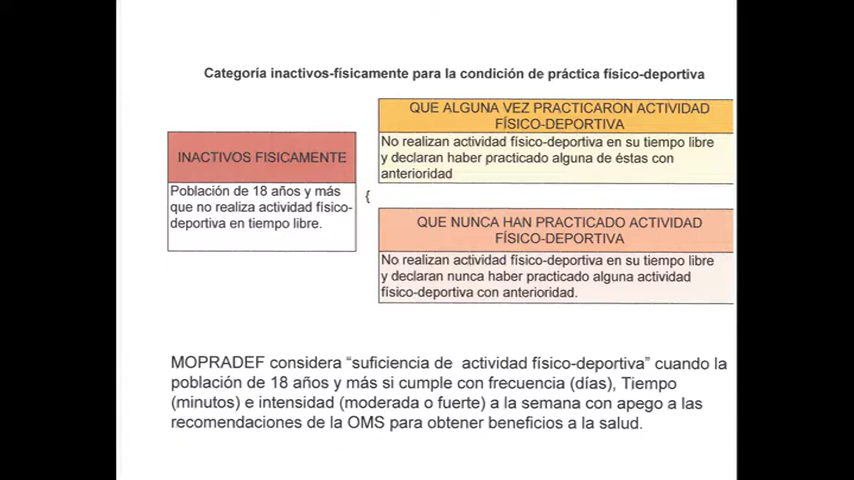 Categoría inactivos-físicamente para la condición de práctica físico-deportiva
QUE ALGUNA VEZ PRACTICARON ACTIVIDAD
FÍSICO-DEPORTIVA
No realizan actividad físico-deportiva en su tiempo libre
y declaran haber practicado alguna de éstas con
anterioridad
INACTIVOS FISICAMENTE
Población de 18 años y más
que no realiza actividad físico-
deportiva en tiempo libre.
{
QUE NUNCA HAN PRACTICADO ACTIVIDAD
FÍSICO-DEPORTIVA
No realizan actividad físico-deportiva en su tiempo libre
y declaran nunca haber practicado alguna actividad
físico-deportiva con anterioridad.
MOPRADEF considera “suficiencia de actividad físico-deportiva” cuando la
población de 18 años y más si cumple con frecuencia (días), Tiempo
(minutos) e intensidad (moderada o fuerte) a la semana con apego a las
recomendaciones de la OMS para obtener beneficios a la salud.